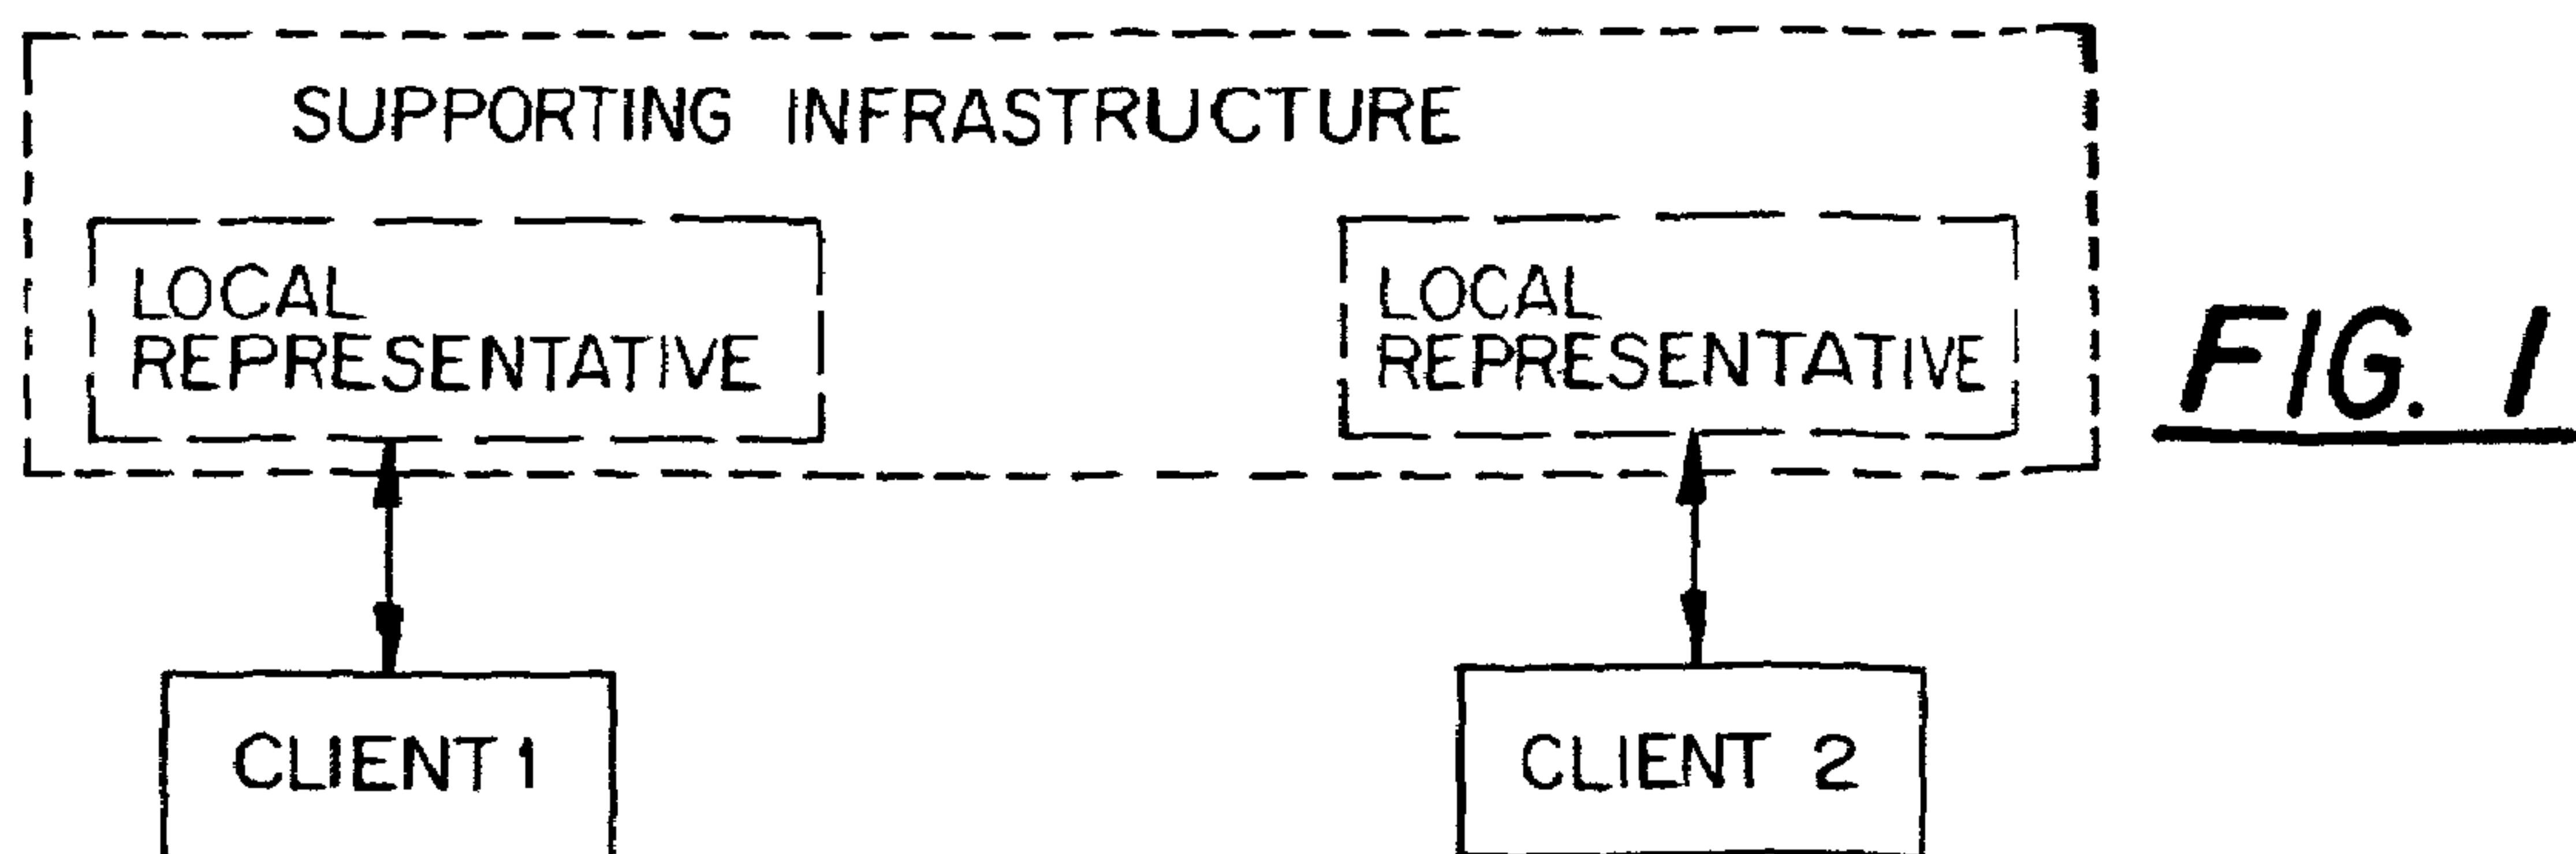 SUPPORTING INFRASTRUCTURE
LOCAL
REPRESENTATIVE
LOCAL
REPRESENTATIVE
FIG. 1
CLIENT 1
CLIENT 2